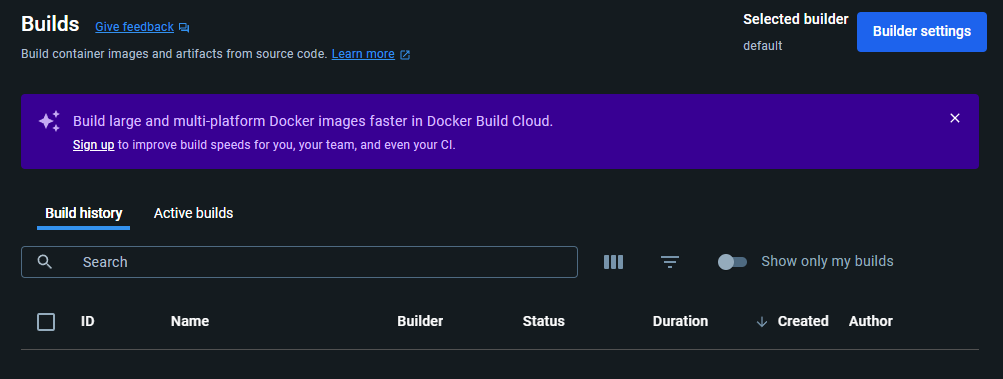 Builds Give feedback
Selected builder
default
Builder settings
Build container images and artifacts from source code. Learn more
Build large and multi-platform Docker images faster in Docker Build Cloud.
Sign up to improve build speeds for you, your team, and even your CI.
Build history Active builds
Search
Show only my builds
ID Name Builder Status Duration Created Author